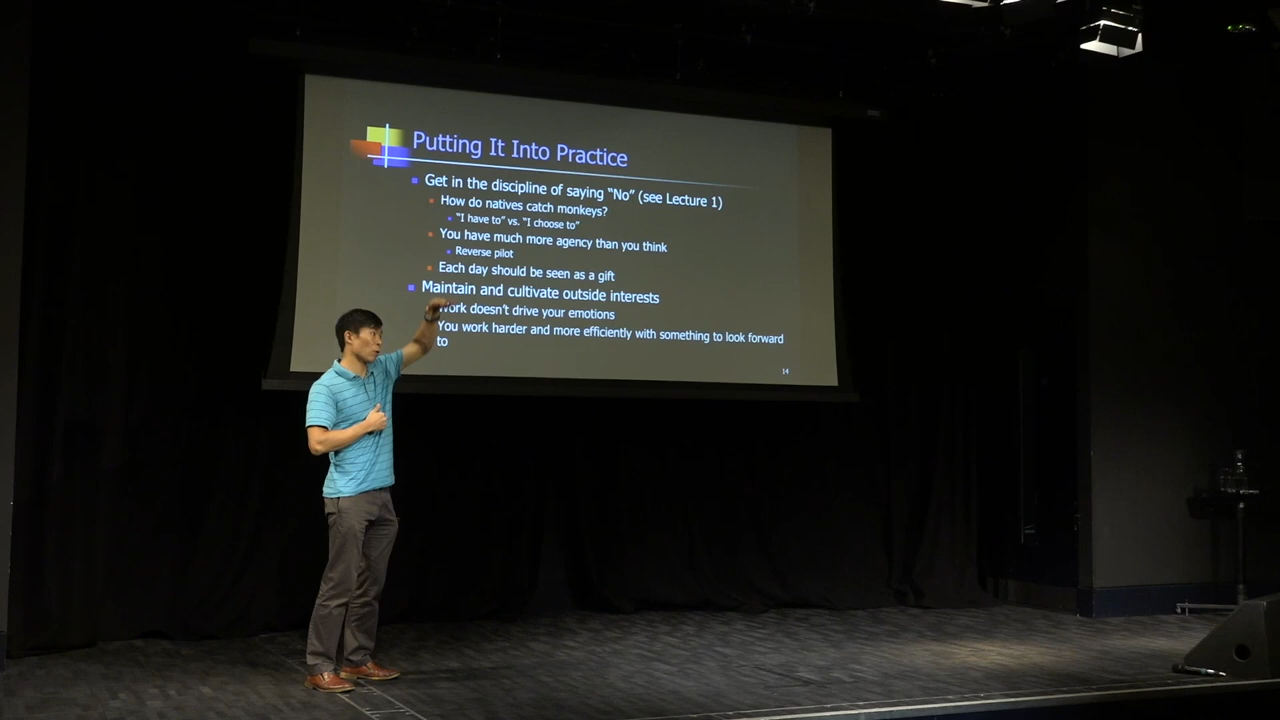 Putting It Into Practice
Get in the discipline of saying “No” (see Lecture 1)
How do natives catch monkeys?
“I have to” vs. “I choose to”
You have much more agency than you think
Reverse pilot
Each day should be seen as a gift
Maintain and cultivate outside interests
Work doesn’t drive your emotions
You work harder and more efficiently with something to look forward
to
14